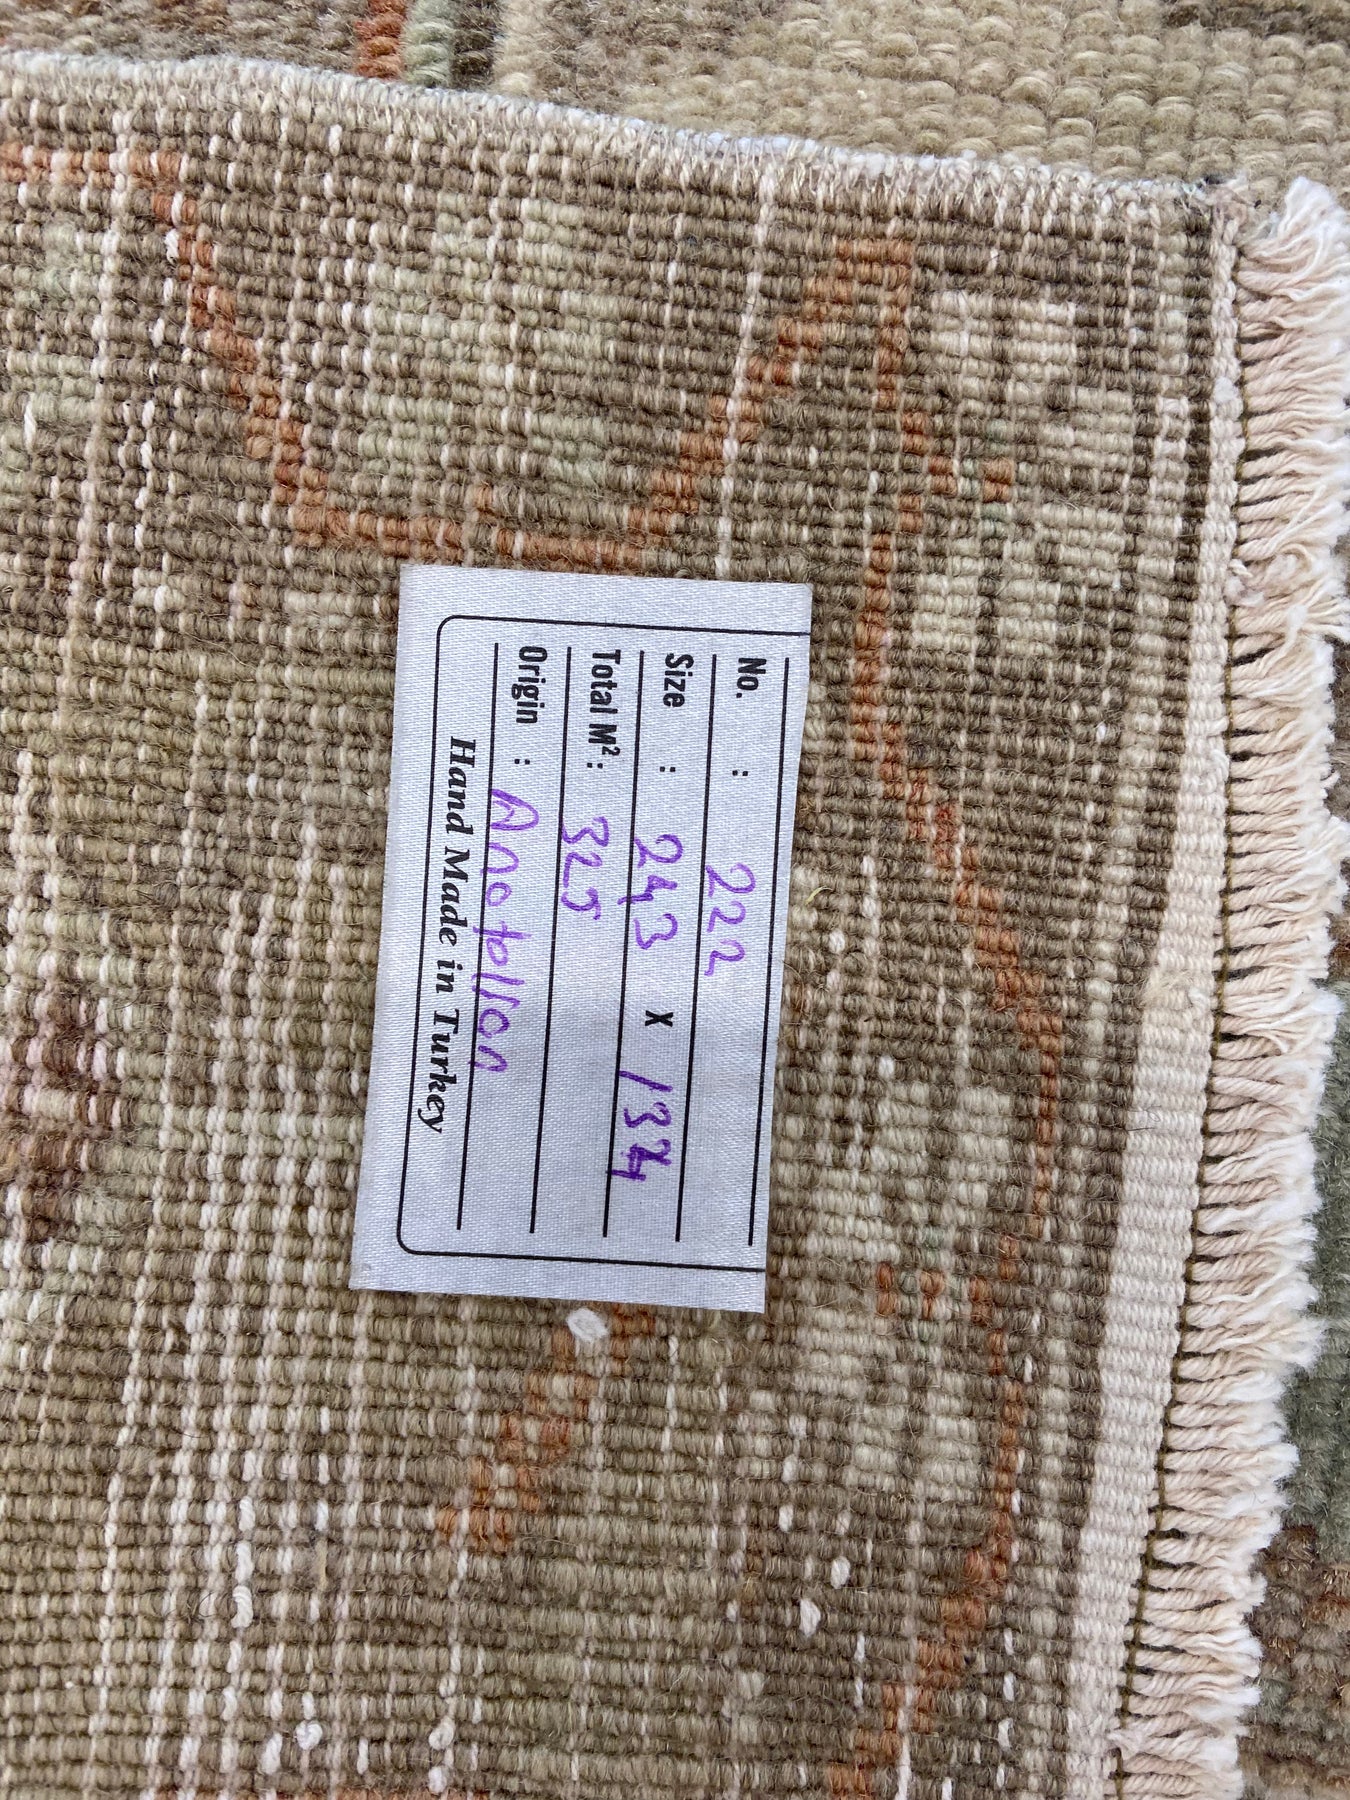 No. : 222
Size : 243 X 134
Total M²: 325
Origin : Anatolian
Hand Made in Turkey